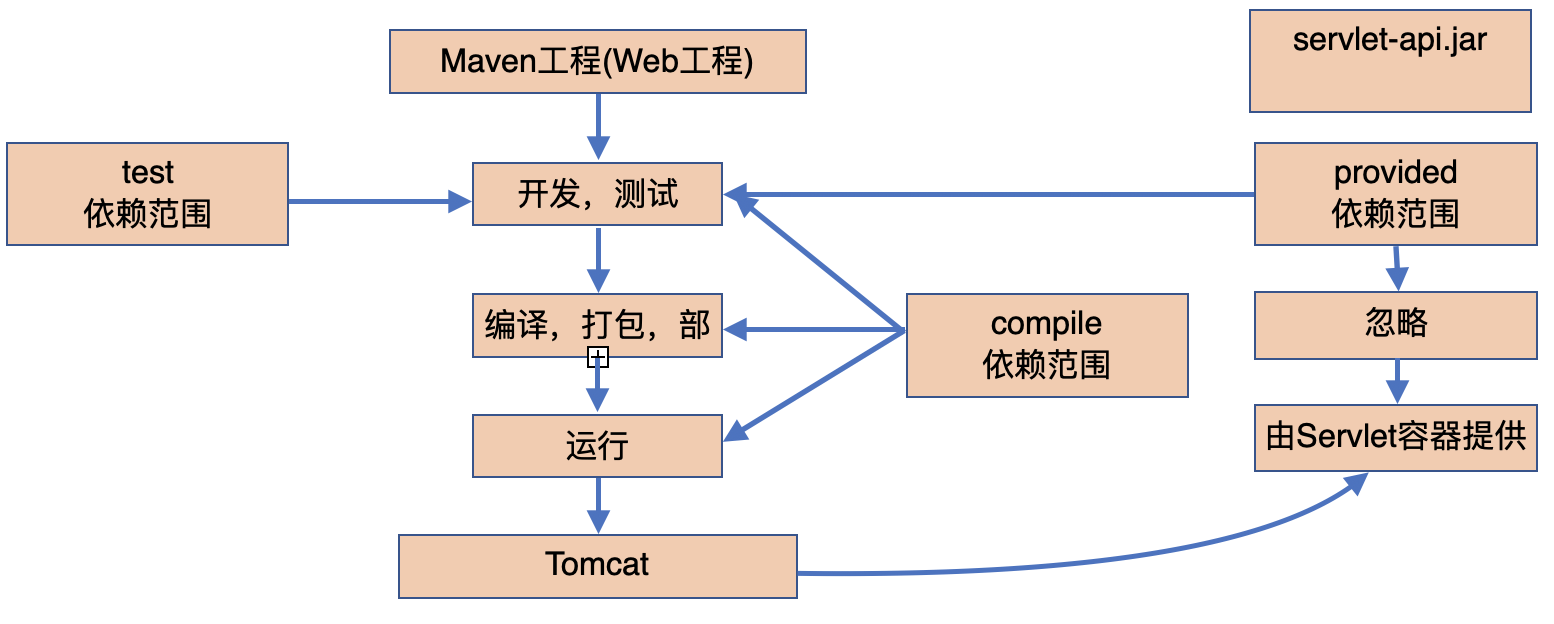 Maven工程(Web工程)
servlet-api.jar
test
依赖范围
开发，测试
provided
依赖范围
编译，打包，部
compile
依赖范围
忽略
运行
由Servlet容器提供
Tomcat